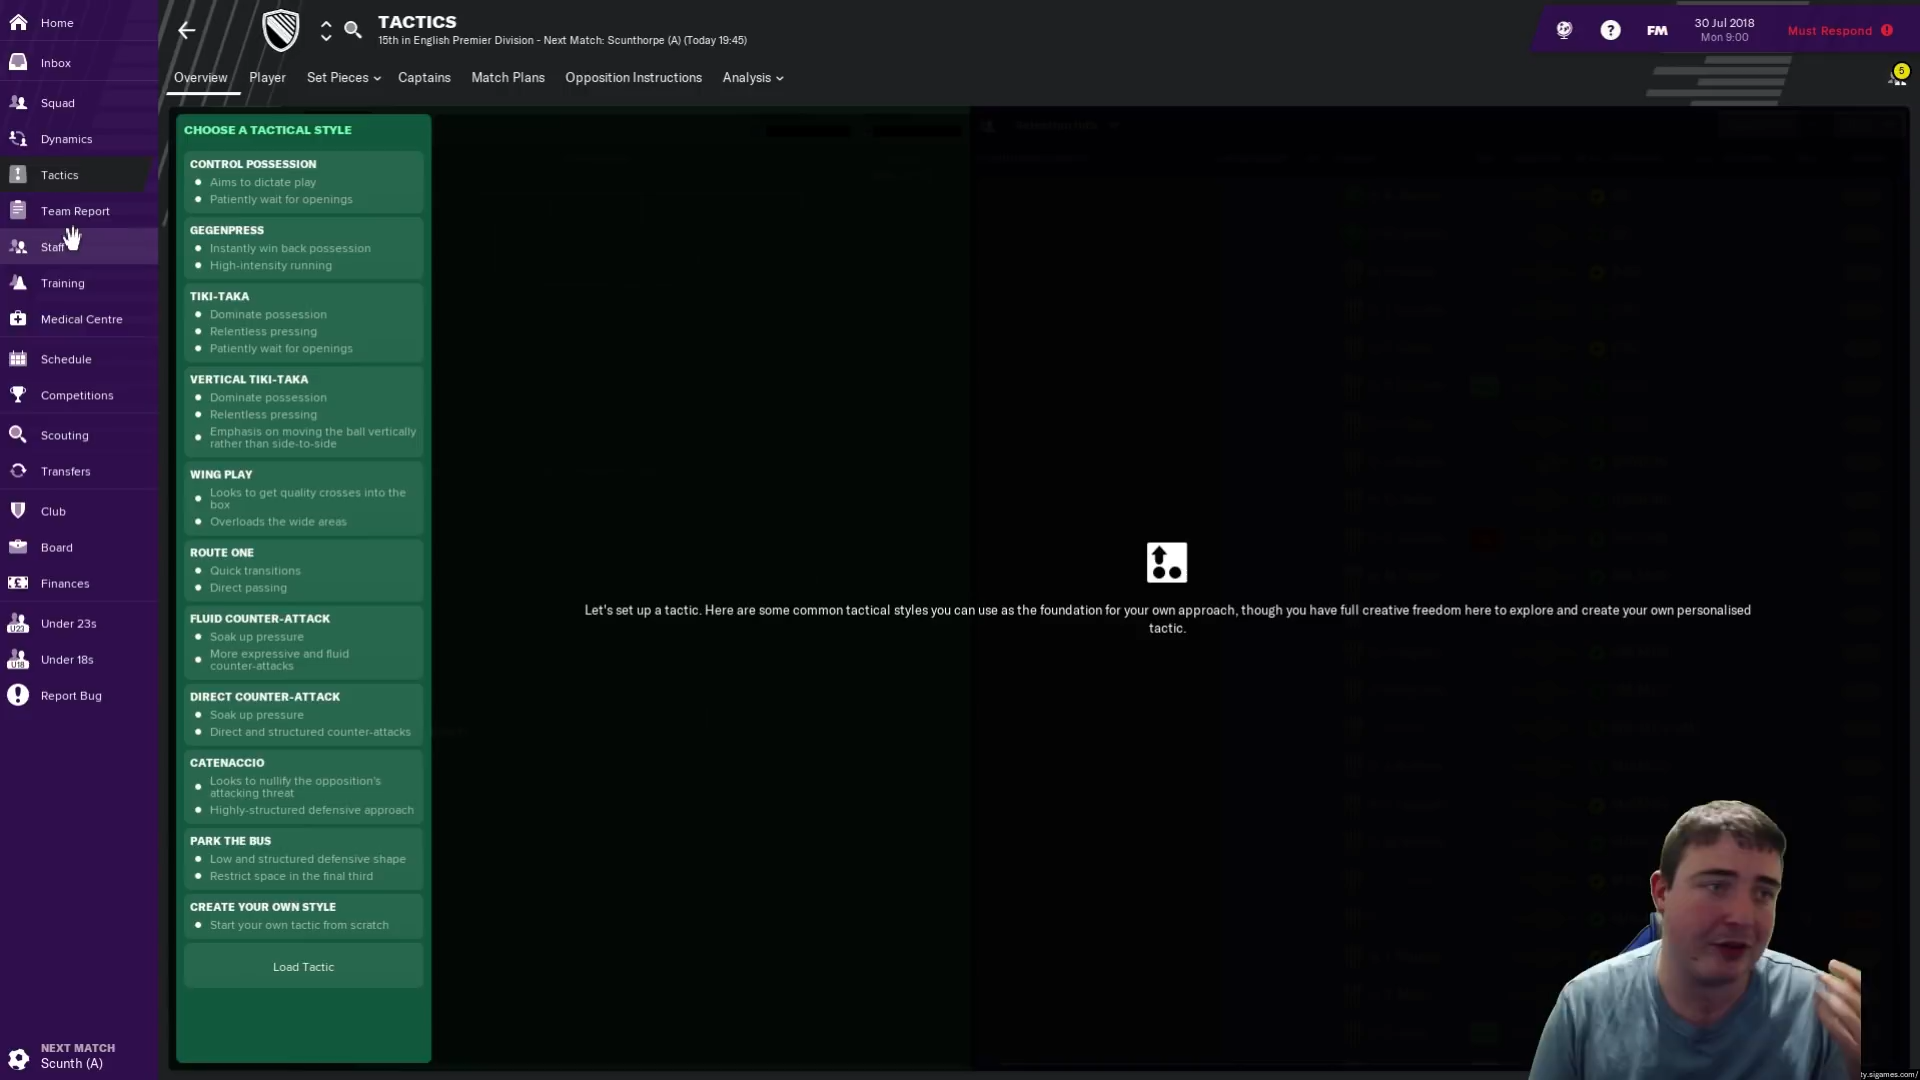 Home
Inbox
Squad
Dynamics
Tactics
Team Report
Staff
Training
Medical Centre
Schedule
Competitions
Scouting
Transfers
Club
Board
Finances
U23
Under 23s
U18
Under 18s
Report Bug
NEXT MATCH
Scunth (A)
TACTICS
15th in English Premier Division - Next Match: Scunthorpe (A) (Today 19:45)
FM
30 Jul 2018
Mon 9:00
Must Respond
5
Overview
Player
Set Pieces
Captains
Match Plans
Opposition Instructions
Analysis
CHOOSE A TACTICAL STYLE
CONTROL POSSESSION
Aims to dictate play
Patiently wait for openings
GEGENPRESS
Instantly win back possession
High-intensity running
TIKI-TAKA
Dominate possession
Relentless pressing
Patiently wait for openings
VERTICAL TIKI-TAKA
Dominate possession
Relentless pressing
Emphasis on moving the ball vertically
rather than side-to-side
WING PLAY
Looks to get quality crosses into the
box
Overloads the wide areas
ROUTE ONE
Quick transitions
Direct passing
FLUID COUNTER-ATTACK
Soak up pressure
More expressive and fluid
counter-attacks
DIRECT COUNTER-ATTACK
Soak up pressure
Direct and structured counter-attacks
CATENACCIO
Looks to nullify the opposition's
attacking threat
Highly-structured defensive approach
PARK THE BUS
Low and structured defensive shape
Restrict space in the final third
CREATE YOUR OWN STYLE
Start your own tactic from scratch
Load Tactic
Let's set up a tactic. Here are some common tactical styles you can use as the foundation for your own approach, though you have full creative freedom here to explore and create your own personalised
tactic.
ty.sigames.com/